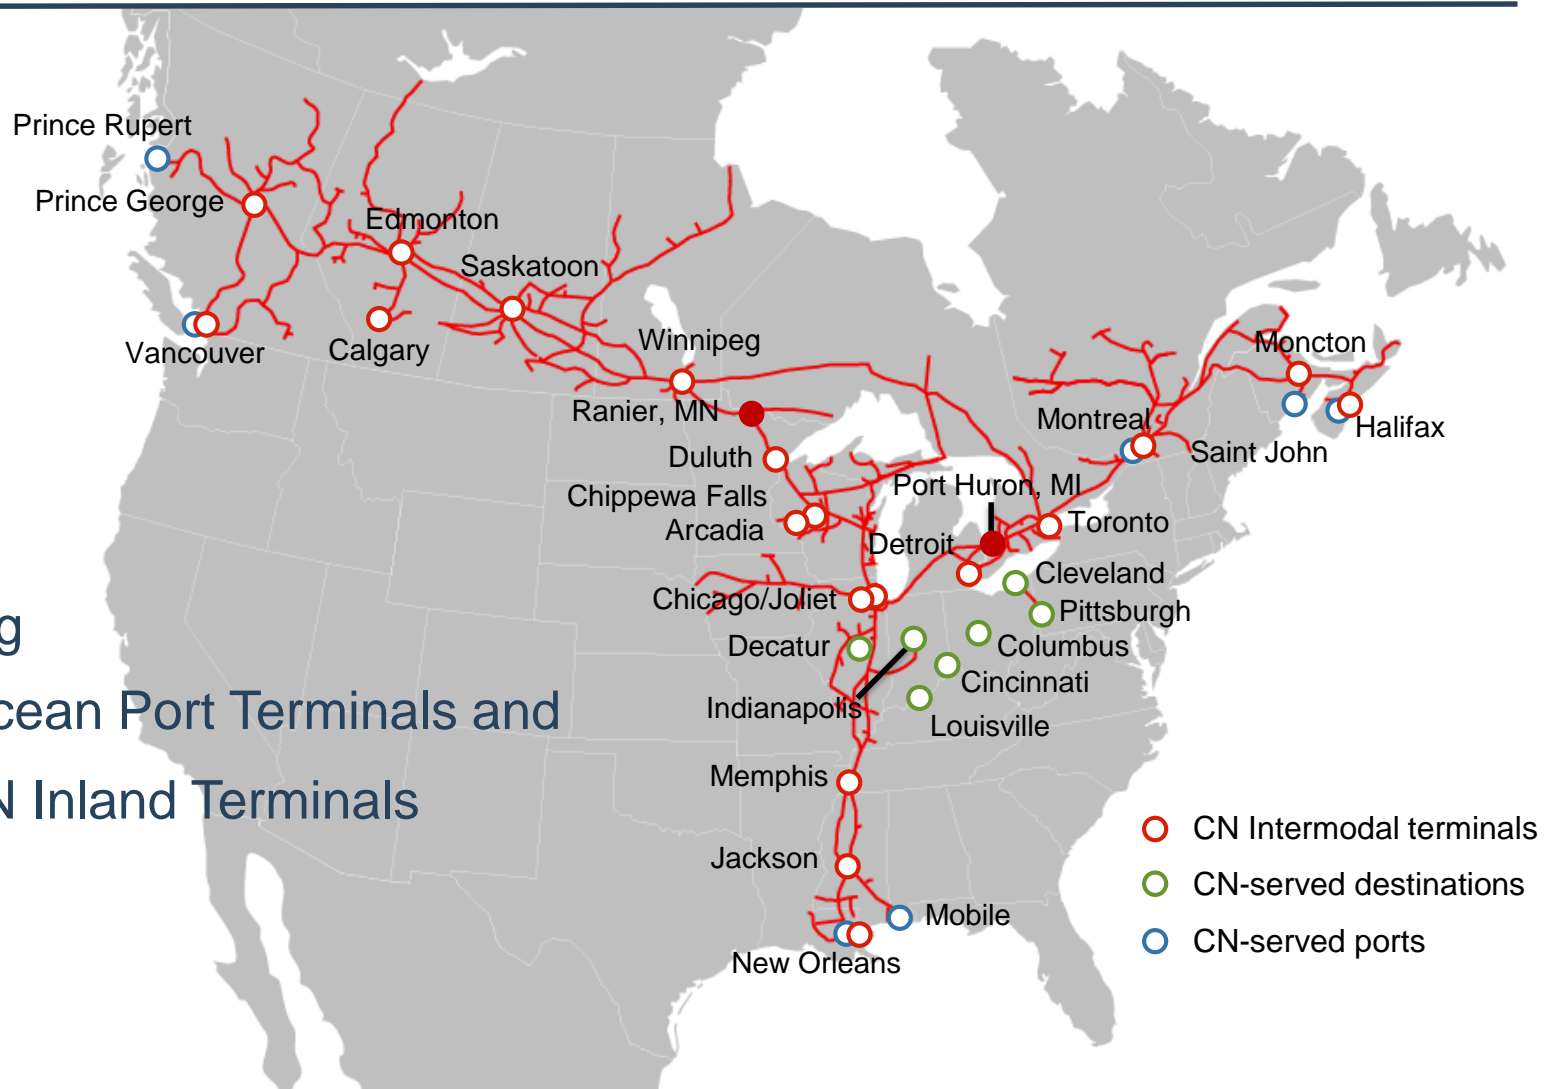 Prince Rupert
Prince George
Edmonton
Saskatoon
Vancouver
Calgary
Winnipeg
Moncton
Ranier, MN
Montreal
Halifax
Duluth
Saint John
Chippewa Falls
Port Huron, MI
Arcadia
Toronto
Detroit
Cleveland
Chicago/Joliet
Pittsburgh
g
Decatur
Columbus
Cincinnati
cean Port Terminals and
Indianapolis
Louisville
Memphis
N Inland Terminals
CN Intermodal terminals
Jackson
CN-served destinations
Mobile
CN-served ports
New Orleans